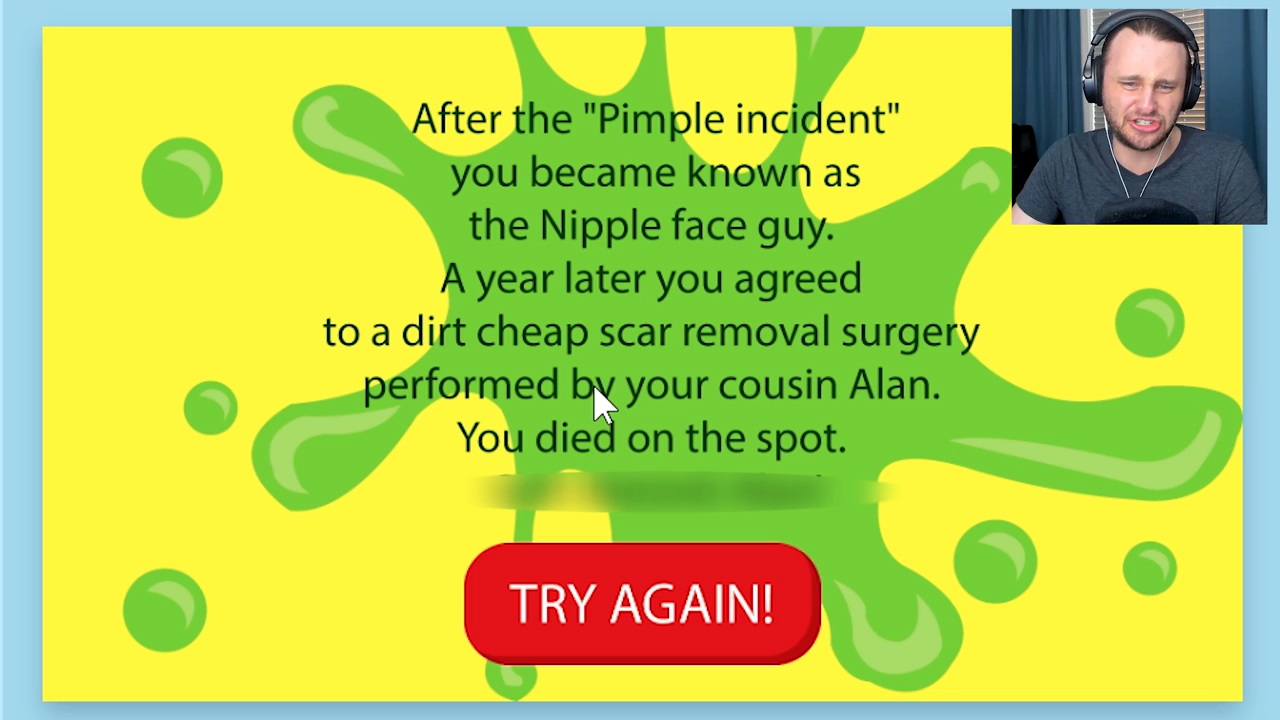 After the "Pimple incident"
you became known as
the Nipple face guy.
A year later you agreed
to a dirt cheap scar removal surgery
performed by your cousin Alan.
You died on the spot.
TRY AGAIN!